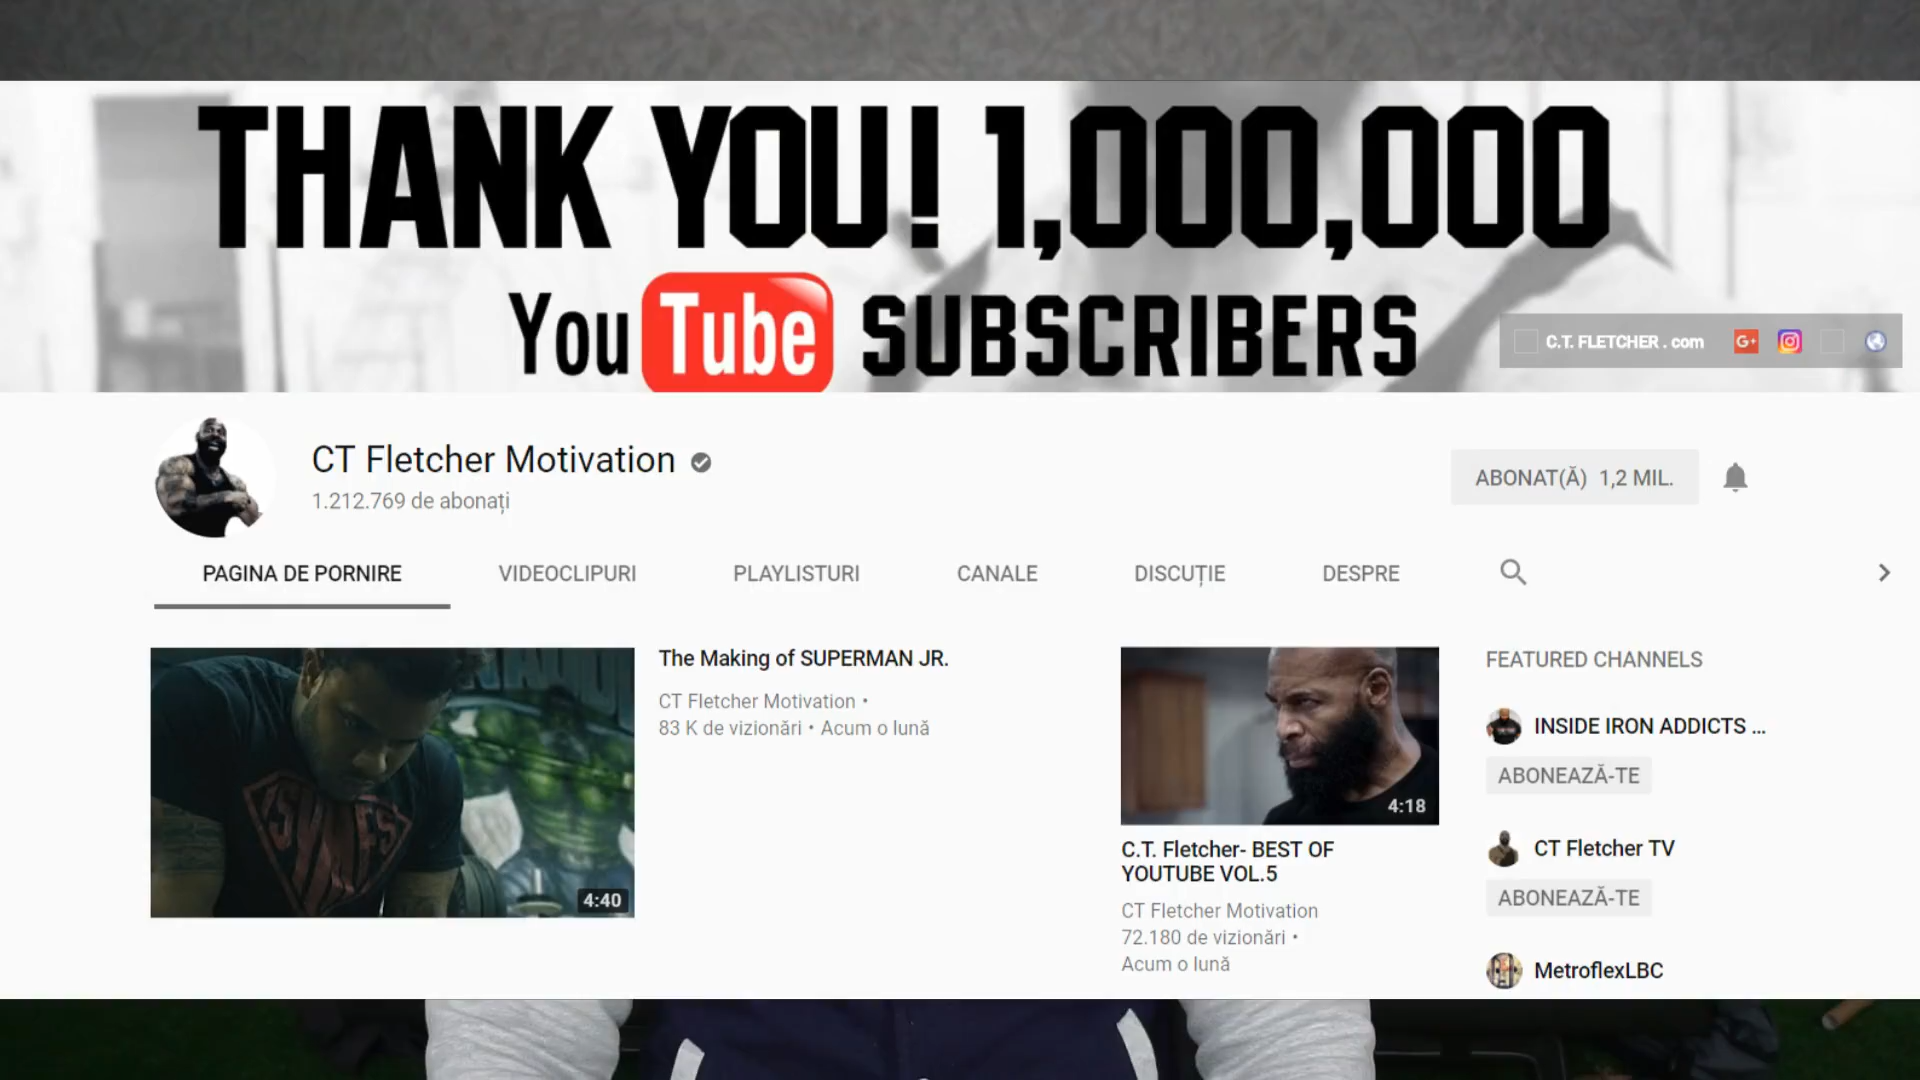 THANK YOU! 1,000,000
YouTube SUBSCRIBERS
C.T. FLETCHER . com
G+
CT Fletcher Motivation
1.212.769 de abonați
ABONAT(Ă) 1,2 MIL.
PAGINA DE PORNIRE
VIDEOCLIPURI
PLAYLISTURI
CANALE
DISCUȚIE
DESPRE
4:40
The Making of SUPERMAN JR.
CT Fletcher Motivation •
83 K de vizionări • Acum o lună
4:18
C.T. Fletcher- BEST OF
YOUTUBE VOL.5
CT Fletcher Motivation
72.180 de vizionări •
Acum o lună
FEATURED CHANNELS
INSIDE IRON ADDICTS ...
ABONEAZĂ-TE
CT Fletcher TV
ABONEAZĂ-TE
MetroflexLBC